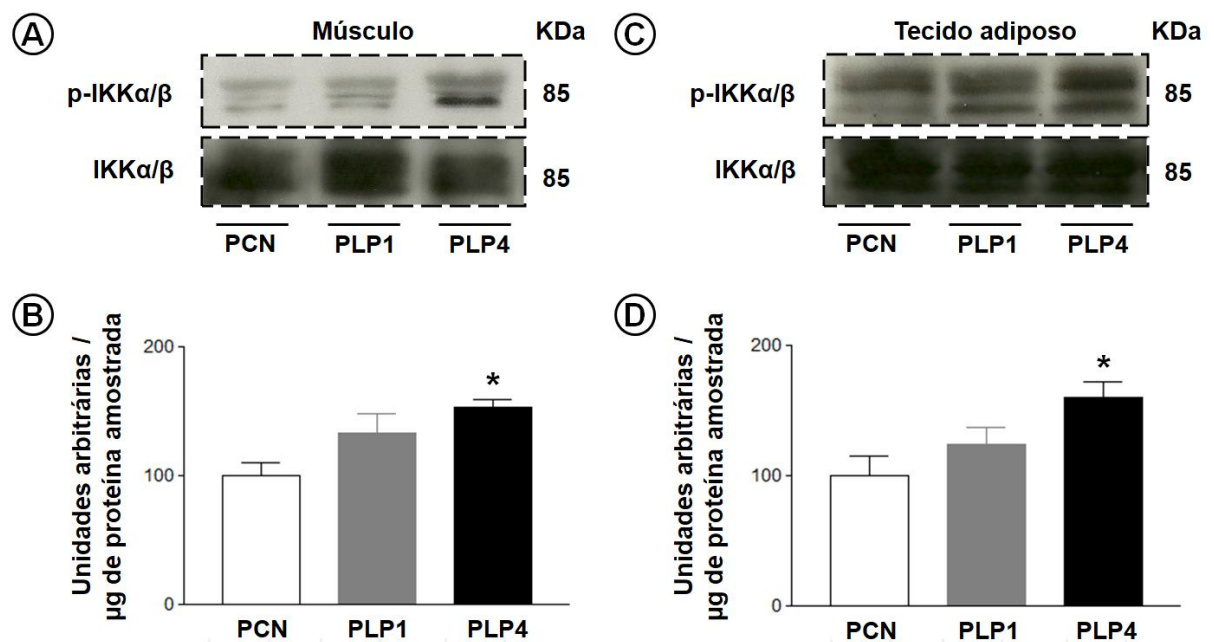 A
Músculo
KDa
p-IKKα/β
85
IKKα/β
85
PCN PLP1 PLP4
B
Unidades arbitrárias /
µg de proteína amostrada
200
100
0
*
PCN PLP1 PLP4
C
Tecido adiposo
KDa
p-IKKα/β
85
IKKα/β
85
PCN PLP1 PLP4
D
Unidades arbitrárias /
µg de proteína amostrada
200
100
0
*
PCN PLP1 PLP4